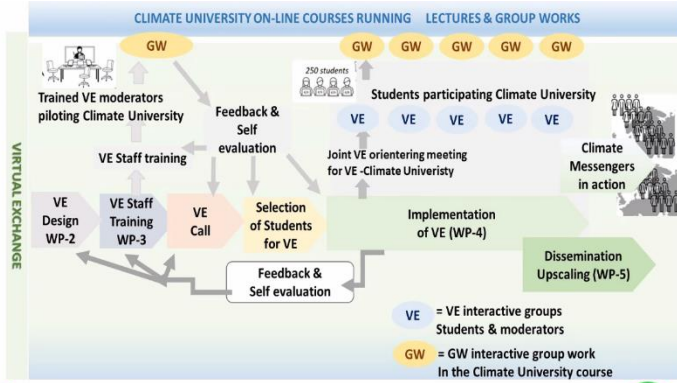 CLIMATE UNIVERSITY ON-LINE COURSES RUNNING LECTURES & GROUP WORKS
GW
GW
GW
GW
GW
GW
250 students
Trained VE moderators
piloting Climate University
Feedback &
Self
evaluation
Students participating Climate University
VE
VE
VE
VE
VE
VIRTUAL EXCHANGE
VE Staff training
Joint VE orientering meeting
for VE -Climate Univeristy
Climate
Messengers
in action
VE
Design
WP-2
VE Staff
Training
WP-3
VE
Call
Selection
of Students
for VE
Implementation
of VE (WP-4)
Dissemination
Upscaling (WP-5)
Feedback &
Self evaluation
VE
= VE interactive groups
Students & moderators
GW
= GW interactive group work
In the Climate University course